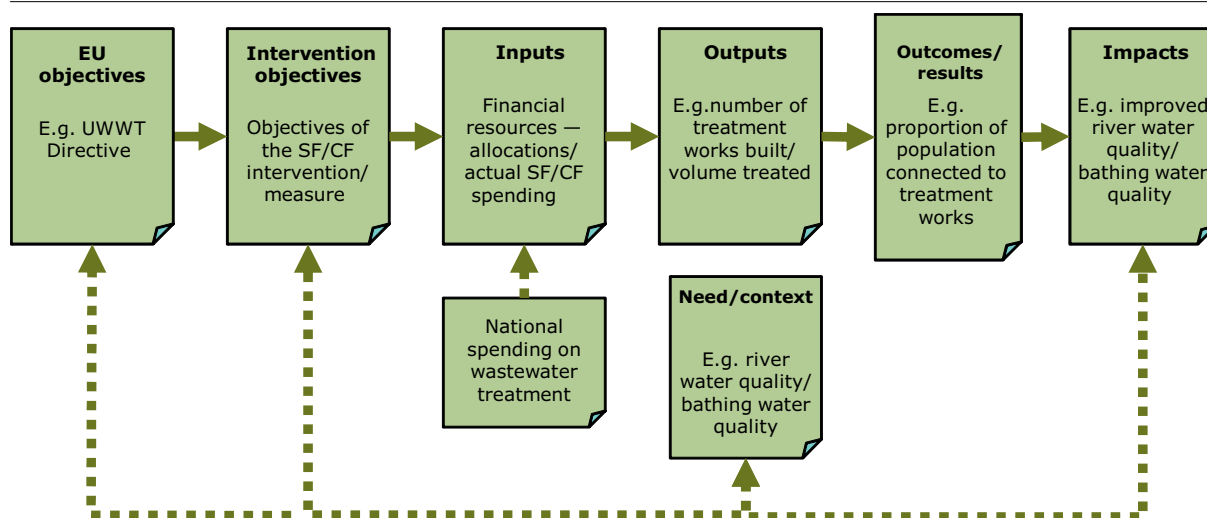 EU
objectives
E.g. UWWT
Directive
Intervention
objectives
Objectives of
the SF/CF
intervention/
measure
Inputs
Financial
resources —
allocations/
actual SF/CF
spending
Outputs
E.g.number of
treatment
works built/
volume treated
Outcomes/
results
E.g.
proportion of
population
connected to
treatment
works
Impacts
E.g. improved
river water
quality/
bathing water
quality
National
spending on
wastewater
treatment
Need/context
E.g. river
water quality/
bathing water
quality